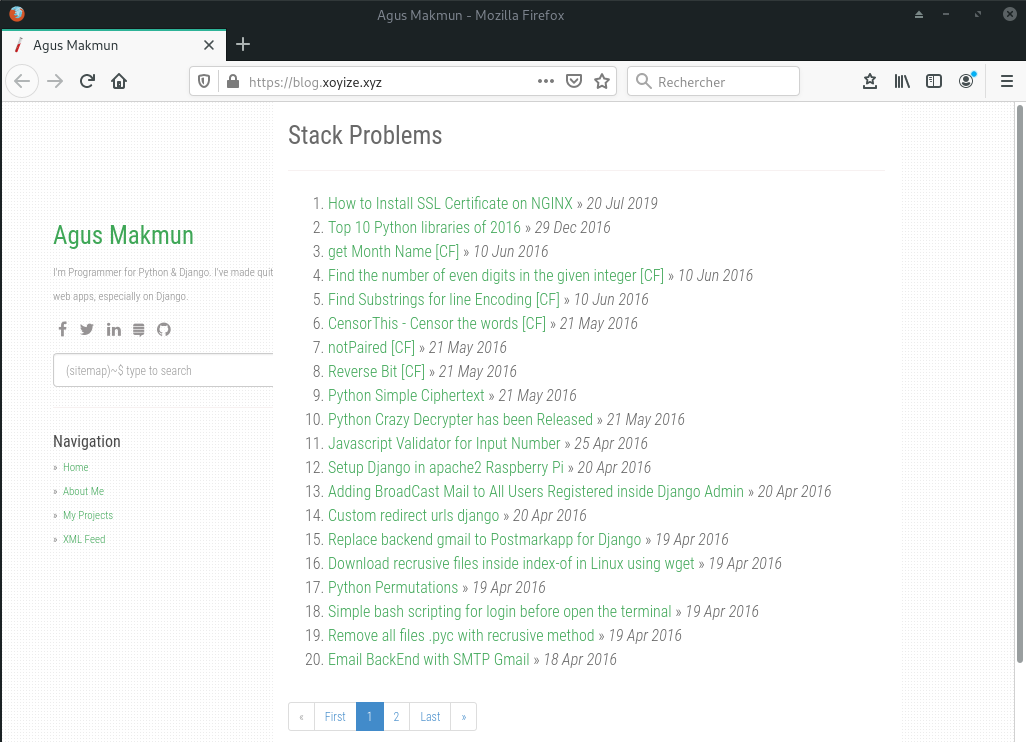 Agus Makmun - Mozilla Firefox
Agus Makmun
https://blog.xoyize.xyz
Rechercher
Agus Makmun
I'm Programmer for Python & Django. I've made quit
web apps, especially on Django.
(sitemap)~$ type to search
Navigation
» Home
» About Me
» My Projects
» XML Feed
Stack Problems
1. How to Install SSL Certificate on NGINX » 20 Jul 2019
2. Top 10 Python libraries of 2016 » 29 Dec 2016
3. get Month Name [CF] » 10 Jun 2016
4. Find the number of even digits in the given integer [CF] » 10 Jun 2016
5. Find Substrings for line Encoding [CF] » 10 Jun 2016
6. CensorThis - Censor the words [CF] » 21 May 2016
7. notPaired [CF] » 21 May 2016
8. Reverse Bit [CF] » 21 May 2016
9. Python Simple Ciphertext » 21 May 2016
10. Python Crazy Decrypter has been Released » 21 May 2016
11. Javascript Validator for Input Number » 25 Apr 2016
12. Setup Django in apache2 Raspberry Pi » 20 Apr 2016
13. Adding BroadCast Mail to All Users Registered inside Django Admin » 20 Apr 2016
14. Custom redirect urls django » 20 Apr 2016
15. Replace backend gmail to Postmarkapp for Django » 19 Apr 2016
16. Download recrusive files inside index-of in Linux using wget » 19 Apr 2016
17. Python Permutations » 19 Apr 2016
18. Simple bash scripting for login before open the terminal » 19 Apr 2016
19. Remove all files .pyc with recrusive method » 19 Apr 2016
20. Email BackEnd with SMTP Gmail » 18 Apr 2016
« First 1 2 Last »